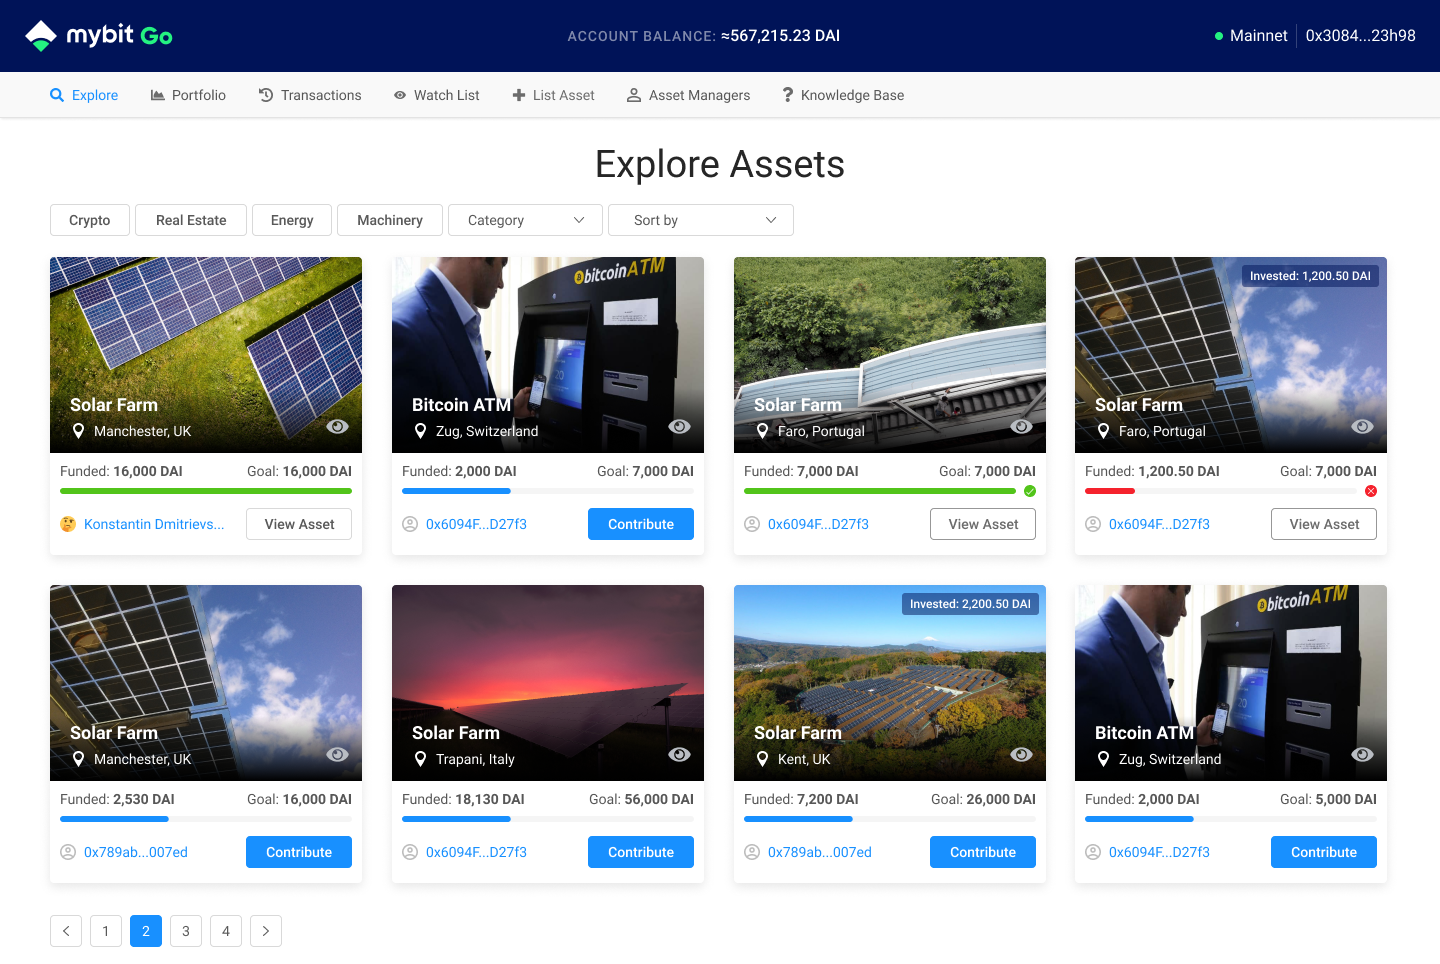 mybit Go
ACCOUNT BALANCE: ≈567,215.23 DAI
Mainnet
0x3084...23h98
Explore
Portfolio
Transactions
Watch List
List Asset
Asset Managers
Knowledge Base
Explore Assets
Crypto
Real Estate
Energy
Machinery
Category
Sort by
Solar Farm
Manchester, UK
Funded: 16,000 DAI
Goal: 16,000 DAI
Konstantin Dmitrievs...
View Asset
bitcoinATM
Bitcoin ATM
Zug, Switzerland
Funded: 2,000 DAI
Goal: 7,000 DAI
0x6094F...D27f3
Contribute
Solar Farm
Faro, Portugal
Funded: 7,000 DAI
Goal: 7,000 DAI
0x6094F...D27f3
View Asset
Invested: 1,200.50 DAI
Solar Farm
Faro, Portugal
Funded: 1,200.50 DAI
Goal: 7,000 DAI
0x6094F...D27f3
View Asset
Solar Farm
Manchester, UK
Funded: 2,530 DAI
Goal: 16,000 DAI
0x789ab...007ed
Contribute
Solar Farm
Trapani, Italy
Funded: 18,130 DAI
Goal: 56,000 DAI
0x6094F...D27f3
Contribute
Invested: 2,200.50 DAI
Solar Farm
Kent, UK
Funded: 7,200 DAI
Goal: 26,000 DAI
0x789ab...007ed
Contribute
bitcoinATM
Bitcoin ATM
Zug, Switzerland
Funded: 2,000 DAI
Goal: 5,000 DAI
0x6094F...D27f3
Contribute
1
2
3
4